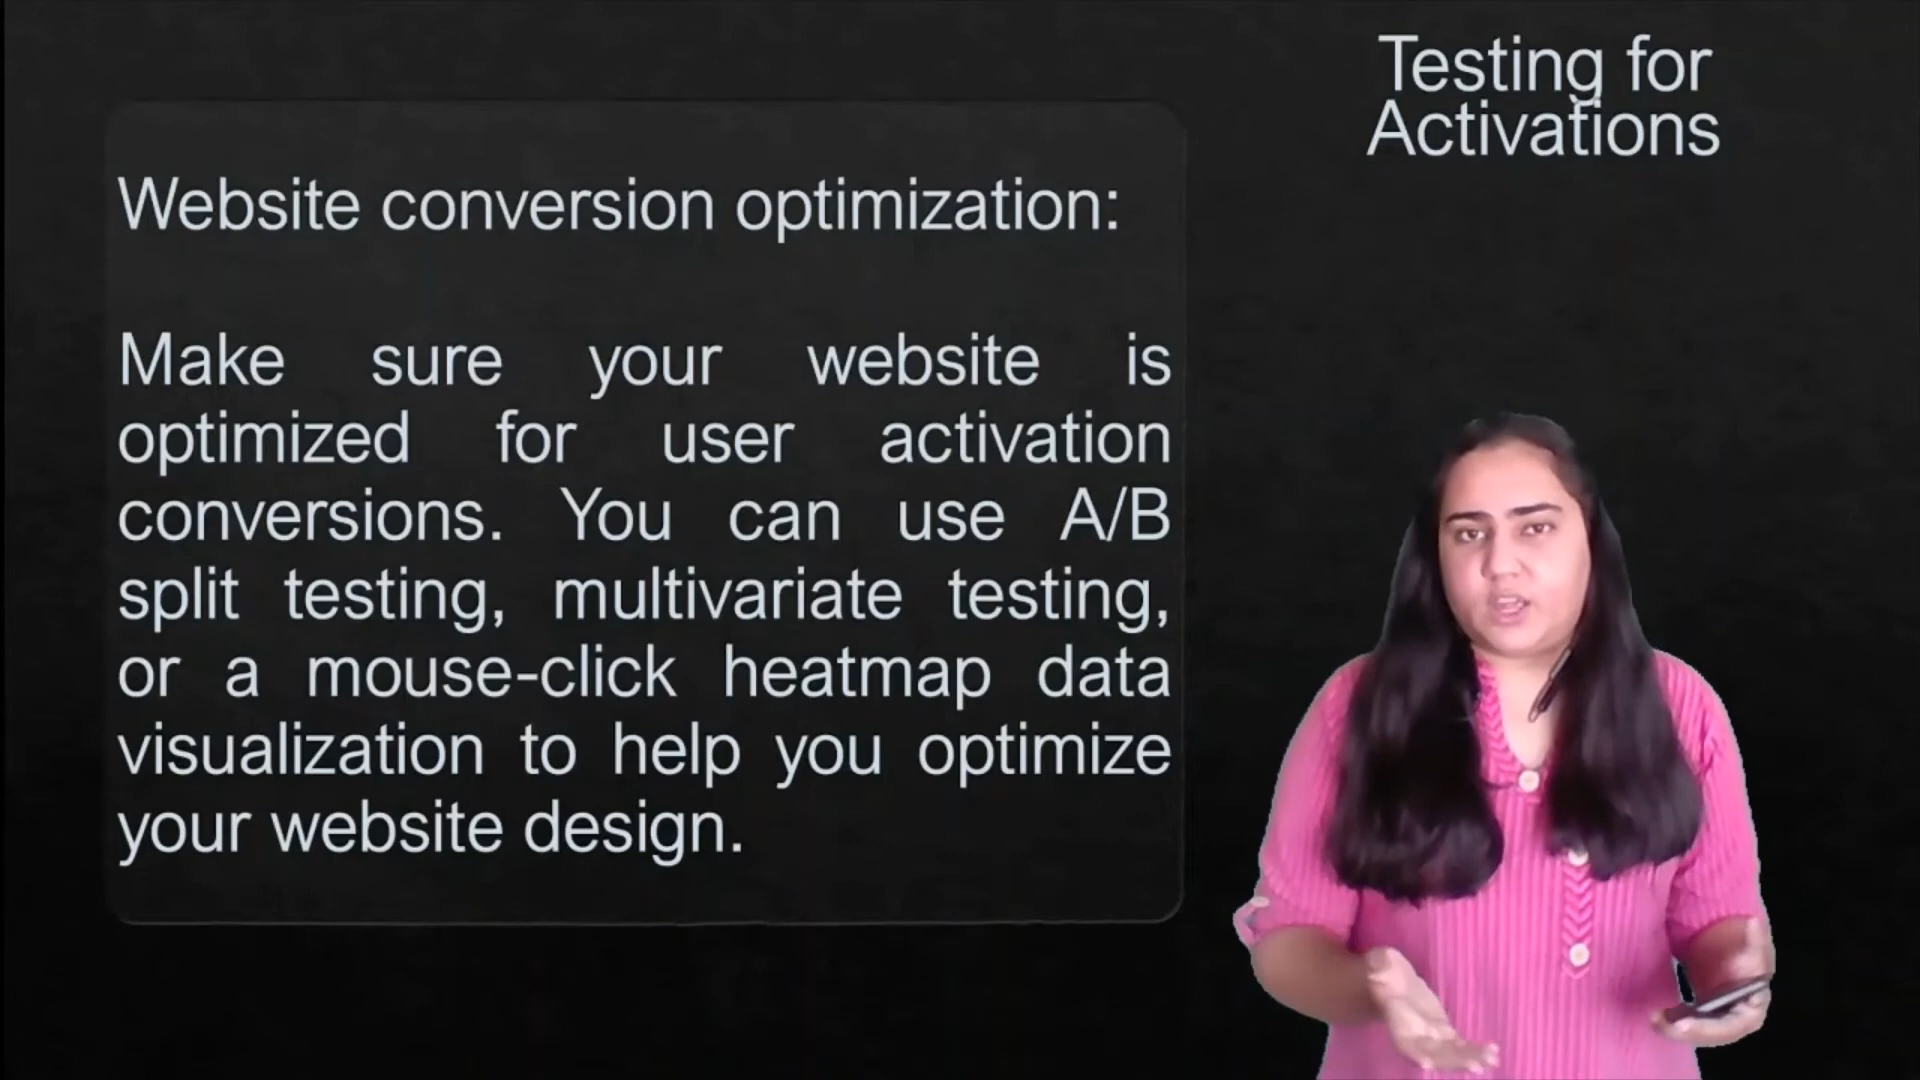 Testing for
Activations
Website conversion optimization:
Make sure your website is
optimized for user activation
conversions. You can use A/B
split testing, multivariate testing,
or a mouse-click heatmap data
visualization to help you optimize
your website design.